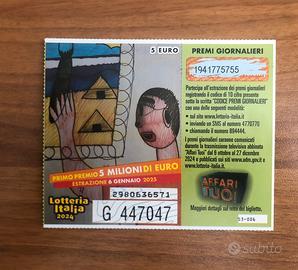 5 EURO
PRIMO PREMIO 5 MILIONI DI EURO
ESTRAZIONE 6 GENNAIO 2025
2980636571
Lotteria
Italia
2024
G 447047
PREMI GIORNALIERI
1941775755
Partecipa all'estrazione dei premi giornalieri
registrando il codice di 10 cifre presente
sotto la scritta "CODICE PREMI GIORNALIERI"
con una delle seguenti modalità:
• sul sito www.lotteria-italia.it
• inviando un SMS al numero 4770770
• chiamando il numero 894444.
I premi giornalieri saranno comunicati
durante la trasmissione televisiva abbinata
"Affari Tuoi" dal 6 ottobre al 27 dicembre
2024 e pubblicati sui siti www.adm.gov.it e
www.lotteria-italia.it.
AFFARI
TUOI
Maggiori dettagli sul retro del biglietto.
53-006
subito